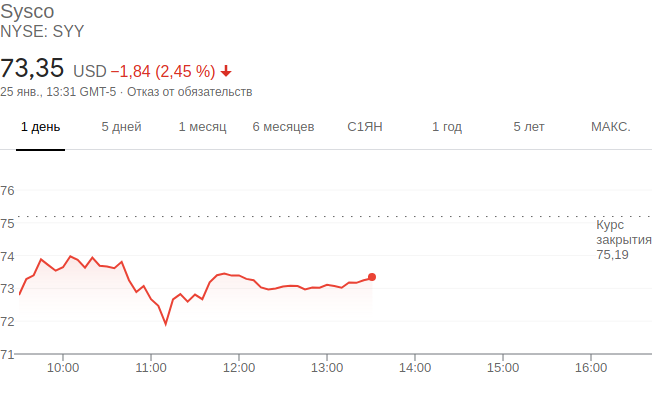 Sysco
NYSE: SYY
73,35 USD −1,84 (2,45 %)
25 янв., 13:31 GMT-5 · Отказ от обязательств
1 день 5 дней 1 месяц 6 месяцев С1ЯН 1 год 5 лет МАКС.
76
75
Курс
закрытия
75,19
74
73
72
71
10:00 11:00 12:00 13:00 14:00 15:00 16:00